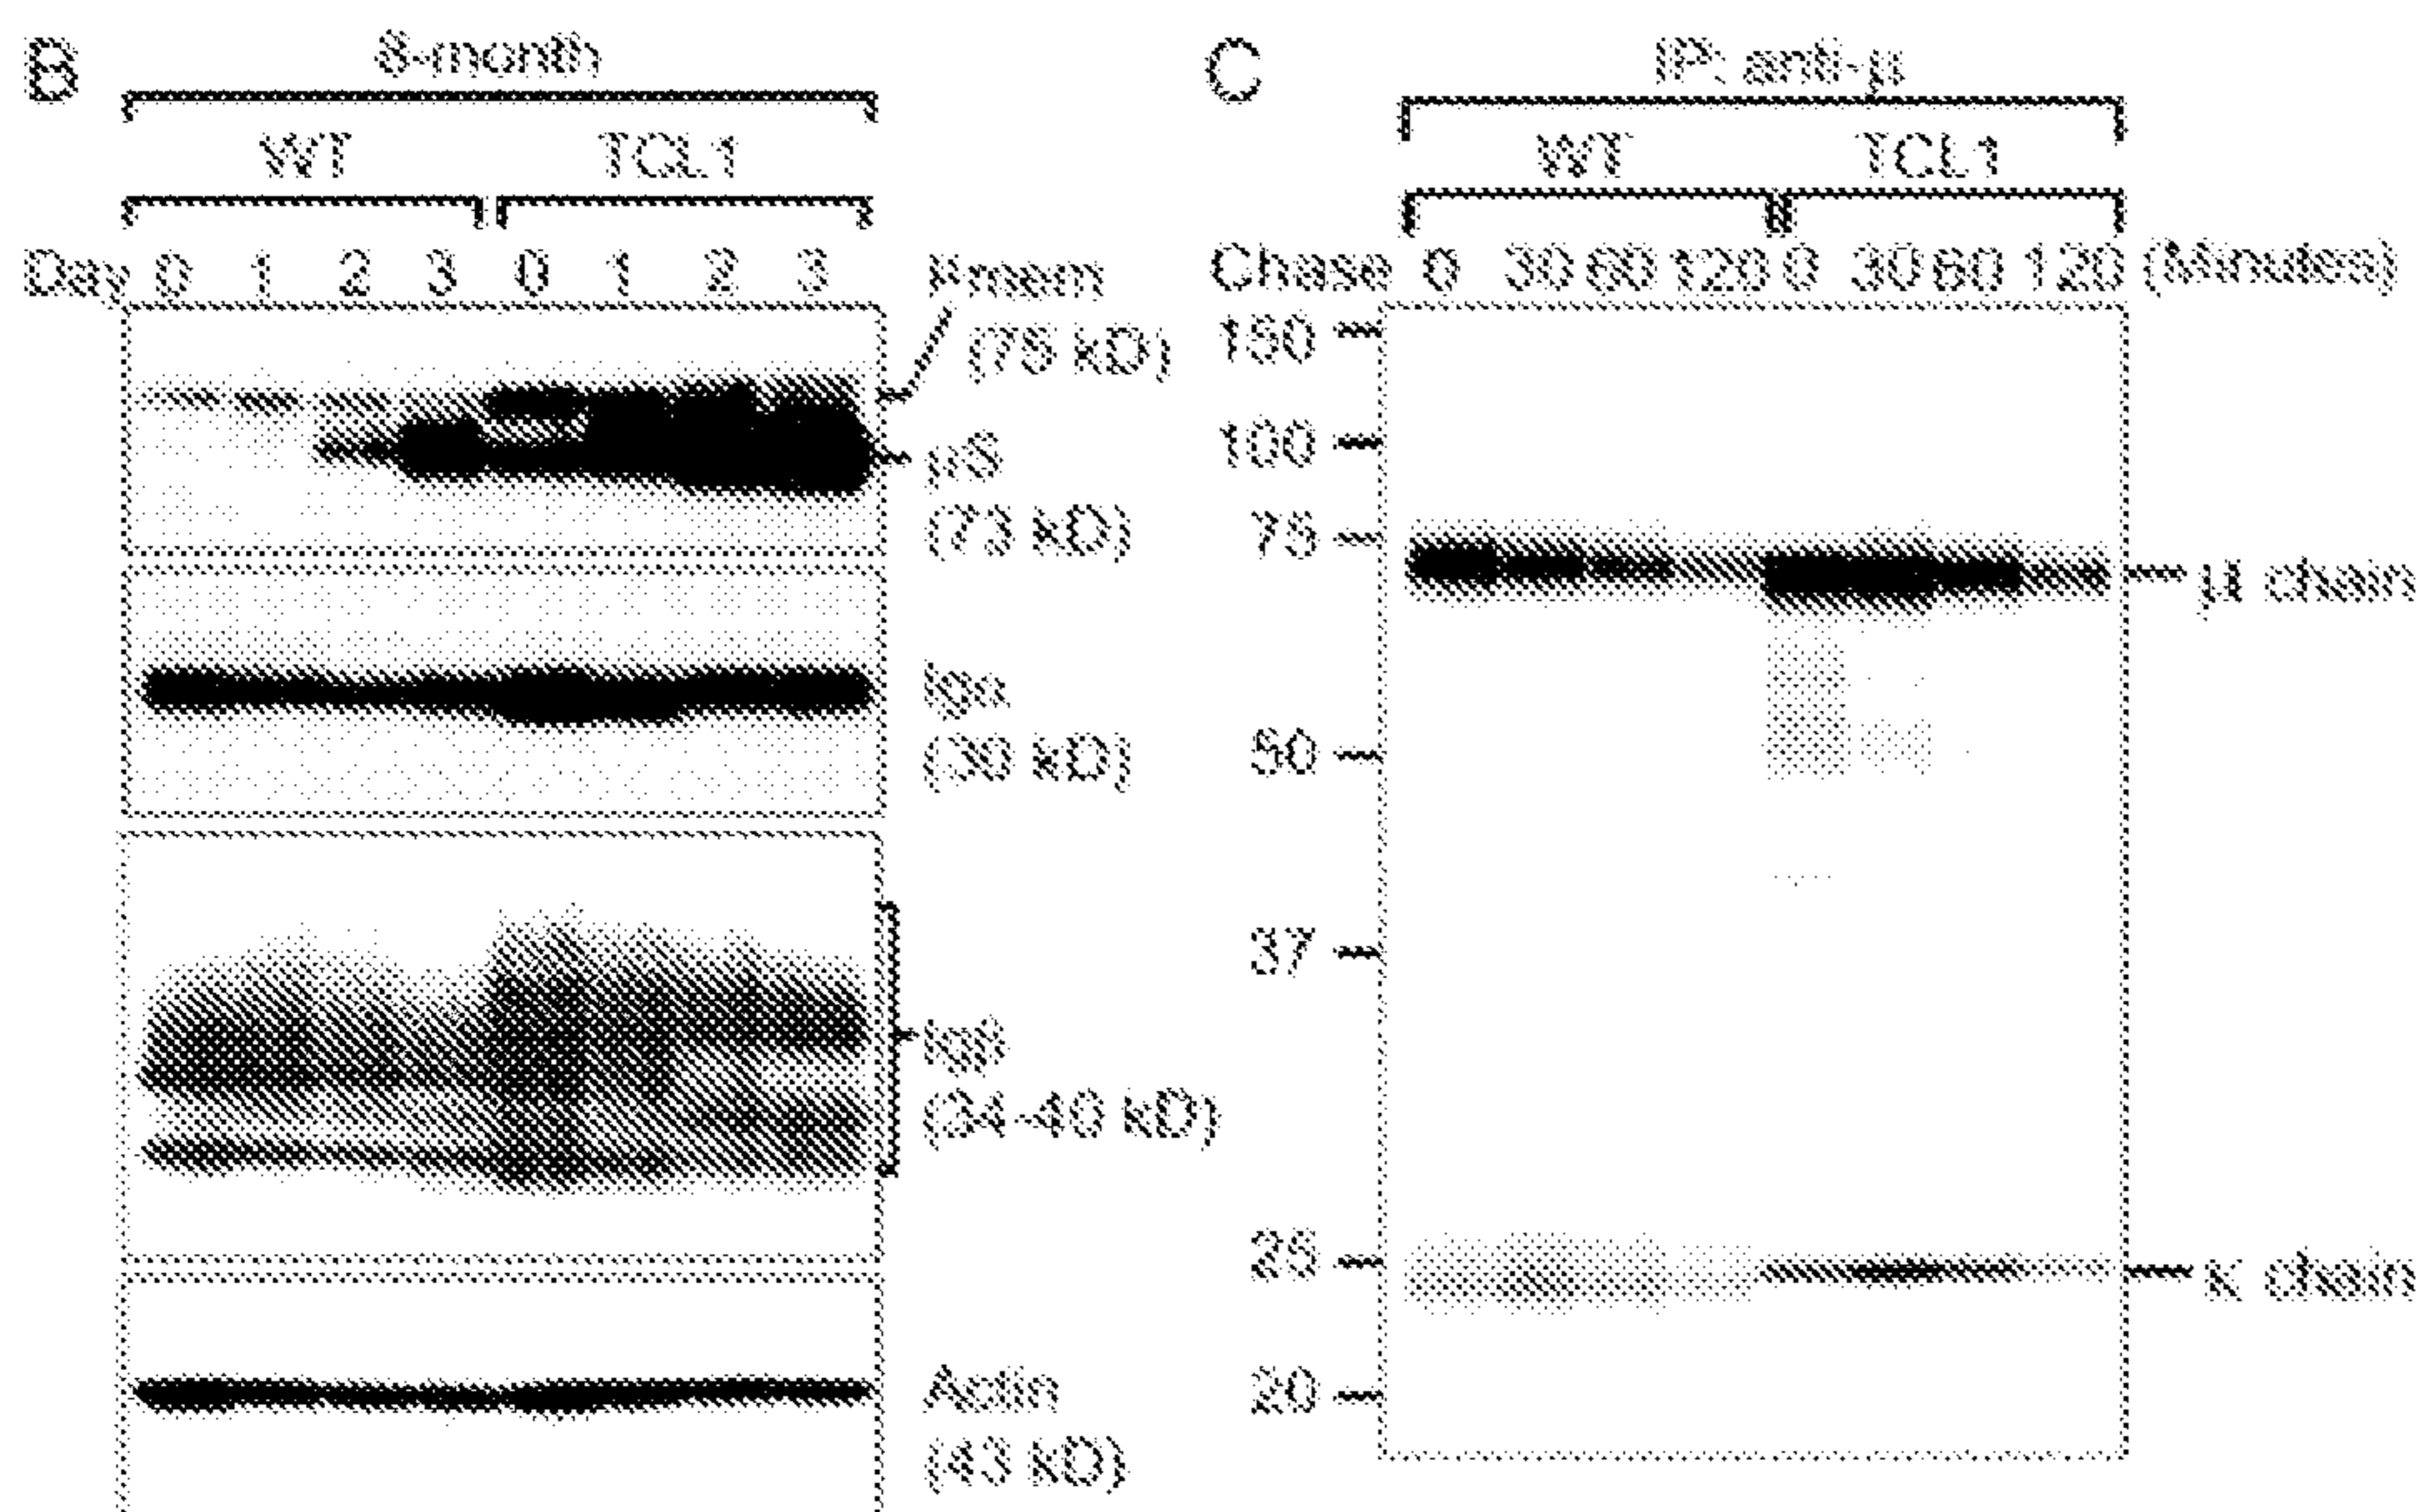 B
8-month
WT TCL1
Day 0 1 2 3 0 1 2 3
μmem
(78 kD)
μS
(73 kD)
Igα
(30 kD)
Igβ
(34-40 kD)
Actin
(43 kD)
C
IP: anti-μ
WT TCL1
Chase 0 30 60 120 0 30 60 120 (Minutes)
150
100
75
μ chain
50
37
25
κ chain
20